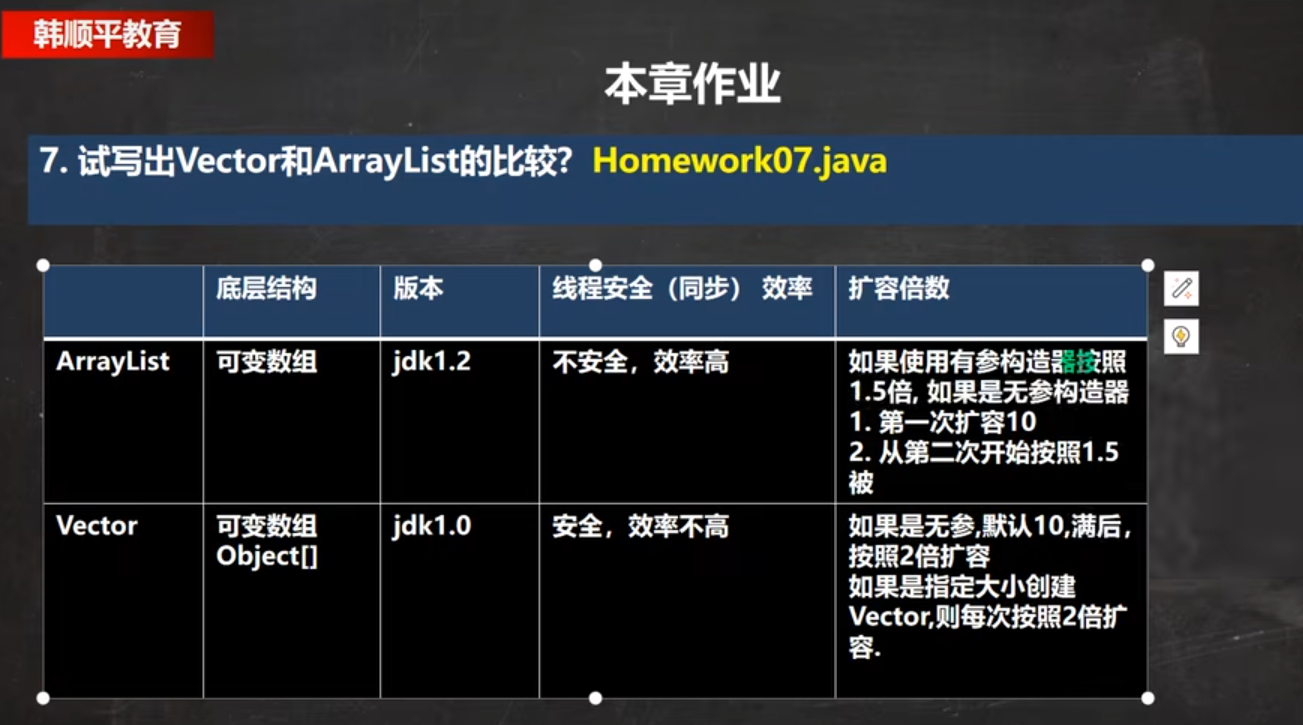 韩顺平教育
本章作业
7. 试写出Vector和ArrayList的比较? Homework07.java
底层结构
版本
线程安全（同步） 效率
扩容倍数
ArrayList
可变数组
jdk1.2
不安全，效率高
如果使用有参构造器按照
1.5倍, 如果是无参构造器
1. 第一次扩容10
2. 从第二次开始按照1.5
被
Vector
可变数组
Object[]
jdk1.0
安全，效率不高
如果是无参,默认10,满后，
按照2倍扩容
如果是指定大小创建
Vector,则每次按照2倍扩
容.